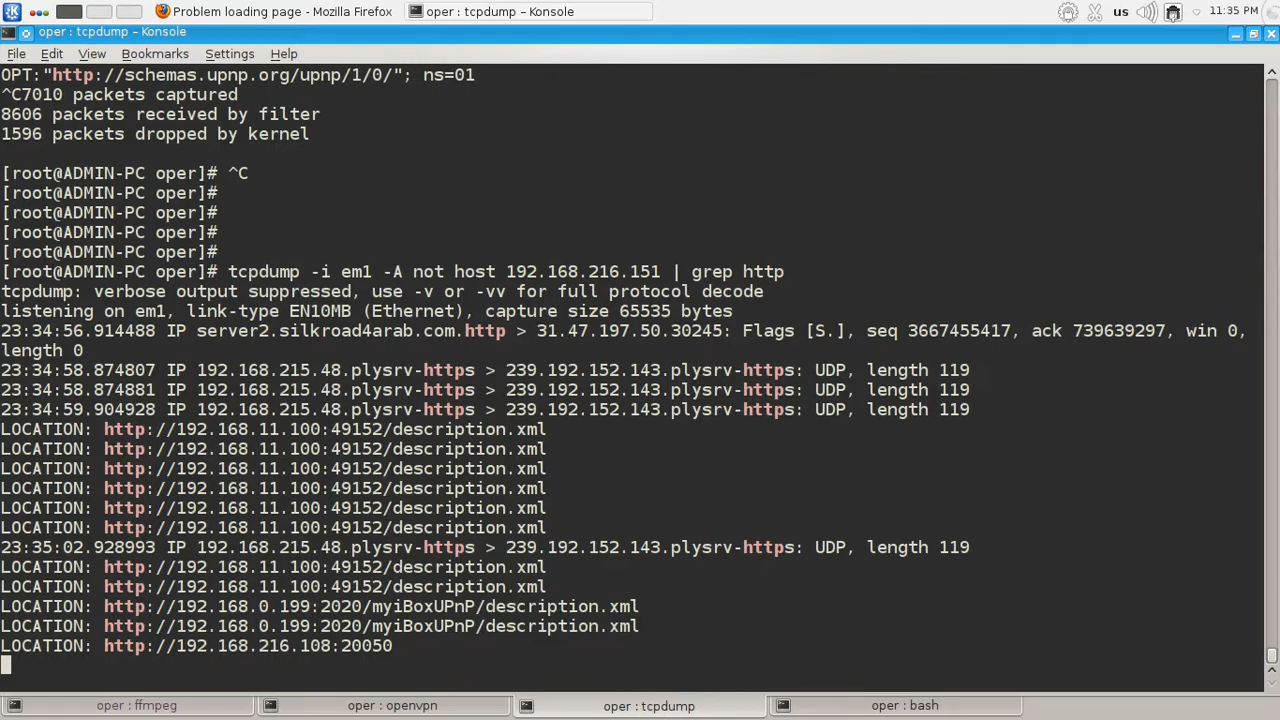 Problem loading page - Mozilla Firefox
oper : tcpdump – Konsole
us
11:35 PM
oper : tcpdump – Konsole
File Edit View Bookmarks Settings Help
OPT:"http://schemas.upnp.org/upnp/1/0/"; ns=01
^C7010 packets captured
8606 packets received by filter
1596 packets dropped by kernel
[root@ADMIN-PC oper]# ^C
[root@ADMIN-PC oper]#
[root@ADMIN-PC oper]#
[root@ADMIN-PC oper]#
[root@ADMIN-PC oper]#
[root@ADMIN-PC oper]# tcpdump -i em1 -A not host 192.168.216.151 | grep http
tcpdump: verbose output suppressed, use -v or -vv for full protocol decode
listening on em1, link-type EN10MB (Ethernet), capture size 65535 bytes
23:34:56.914488 IP server2.silkroad4arab.com.http > 31.47.197.50.30245: Flags [S.], seq 3667455417, ack 739639297, win 0,
length 0
23:34:58.874807 IP 192.168.215.48.plysrv-https > 239.192.152.143.plysrv-https: UDP, length 119
23:34:58.874881 IP 192.168.215.48.plysrv-https > 239.192.152.143.plysrv-https: UDP, length 119
23:34:59.904928 IP 192.168.215.48.plysrv-https > 239.192.152.143.plysrv-https: UDP, length 119
LOCATION: http://192.168.11.100:49152/description.xml
LOCATION: http://192.168.11.100:49152/description.xml
LOCATION: http://192.168.11.100:49152/description.xml
LOCATION: http://192.168.11.100:49152/description.xml
LOCATION: http://192.168.11.100:49152/description.xml
LOCATION: http://192.168.11.100:49152/description.xml
23:35:02.928993 IP 192.168.215.48.plysrv-https > 239.192.152.143.plysrv-https: UDP, length 119
LOCATION: http://192.168.11.100:49152/description.xml
LOCATION: http://192.168.11.100:49152/description.xml
LOCATION: http://192.168.0.199:2020/myiBoxUPnP/description.xml
LOCATION: http://192.168.0.199:2020/myiBoxUPnP/description.xml
LOCATION: http://192.168.216.108:20050
oper : ffmpeg
oper : openvpn
oper : tcpdump
oper : bash